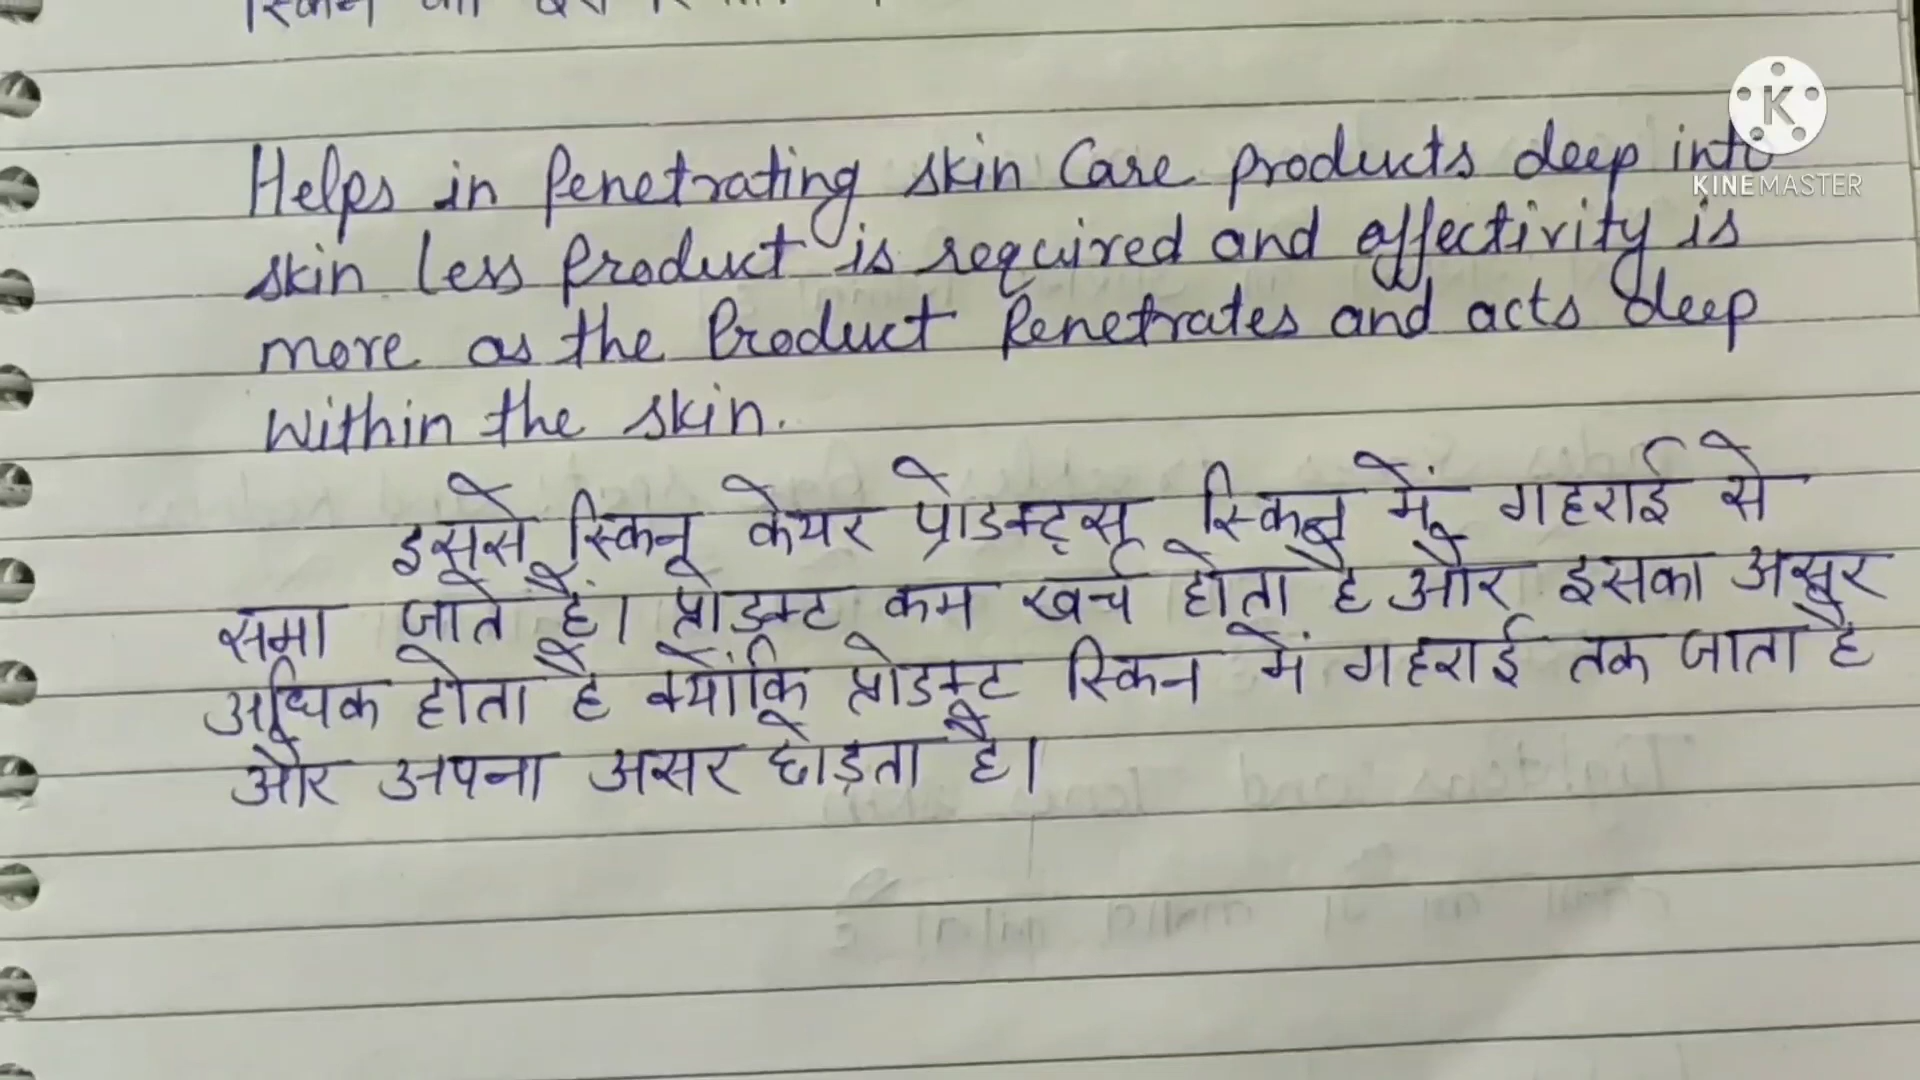 Helps in Penetrating skin Care products deep into
skin less Product is required and effectivity is
more as the Product Penetrates and acts deep
within the skin.
इससे स्किन केयर प्रोडक्ट्स स्किन में गहराई से
समा जाते हैं। प्रोडक्ट कम खर्च होता है और इसका असर
अधिक होता है क्योंकि प्रोडक्ट स्किन में गहराई तक जाता है
और अपना असर छोड़ता है।
KINEMASTER